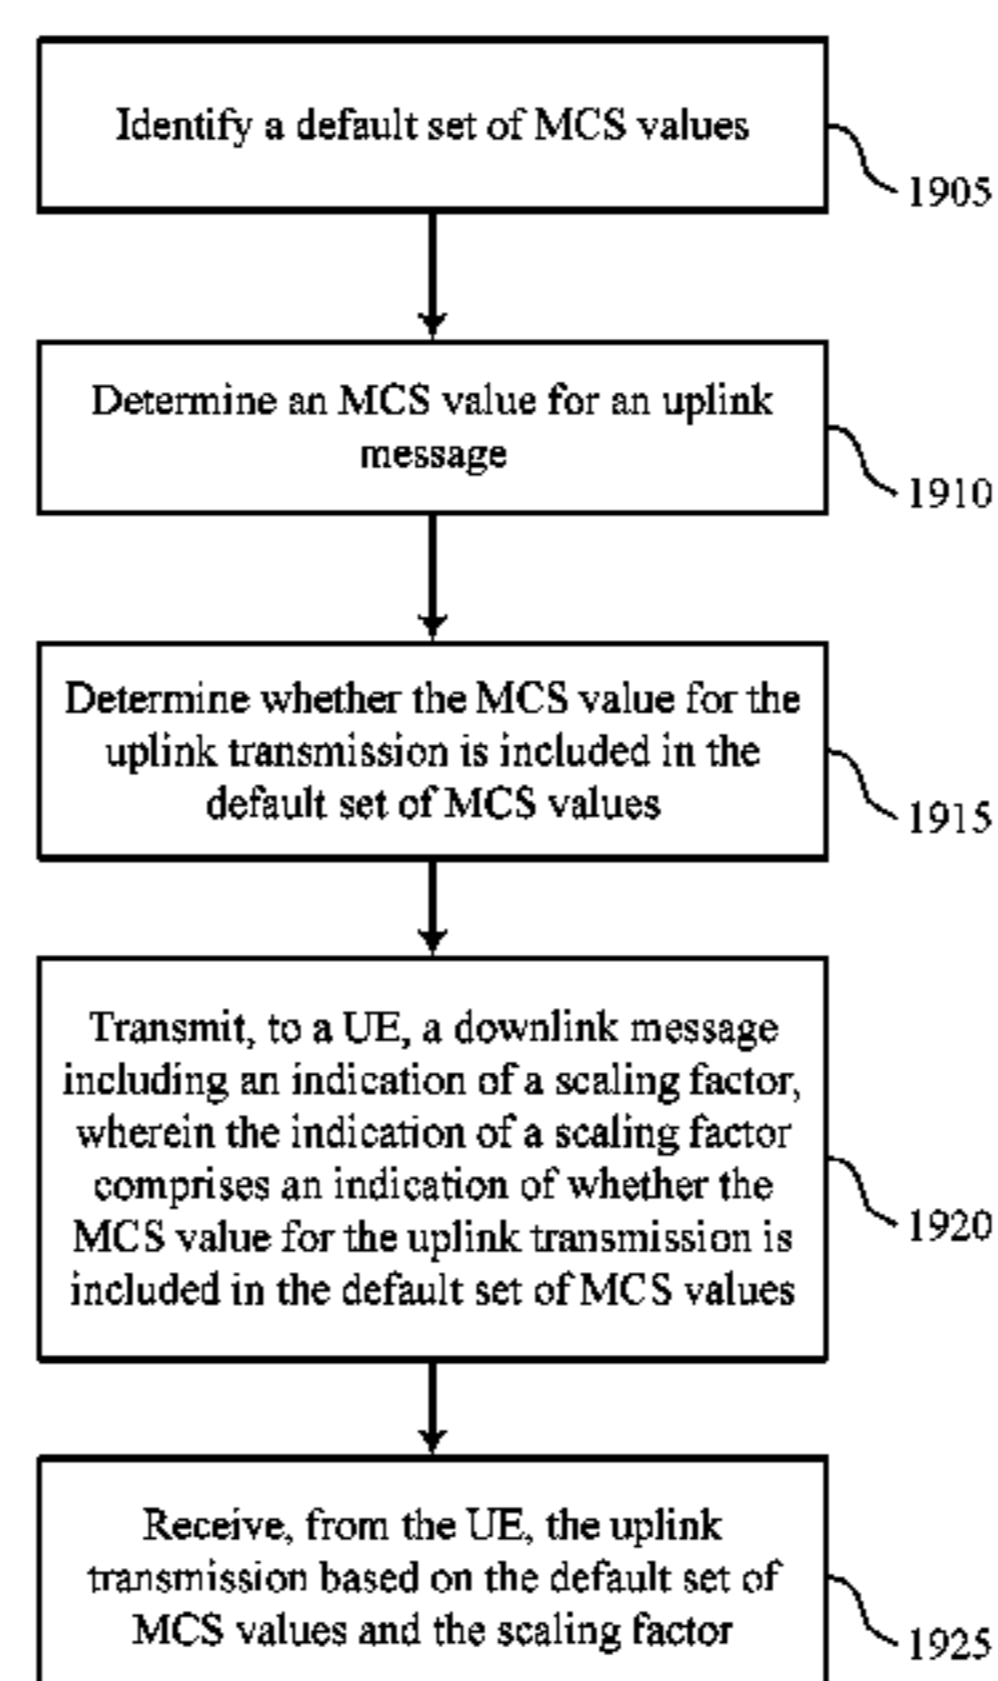 Identify a default set of MCS values
1905
Determine an MCS value for an uplink
message
1910
Determine whether the MCS value for the
uplink transmission is included in the
default set of MCS values
1915
Transmit, to a UE, a downlink message
including an indication of a scaling factor,
wherein the indication of a scaling factor
comprises an indication of whether the
MCS value for the uplink transmission is
included in the default set of MCS values
1920
Receive, from the UE, the uplink
transmission based on the default set of
MCS values and the scaling factor
1925